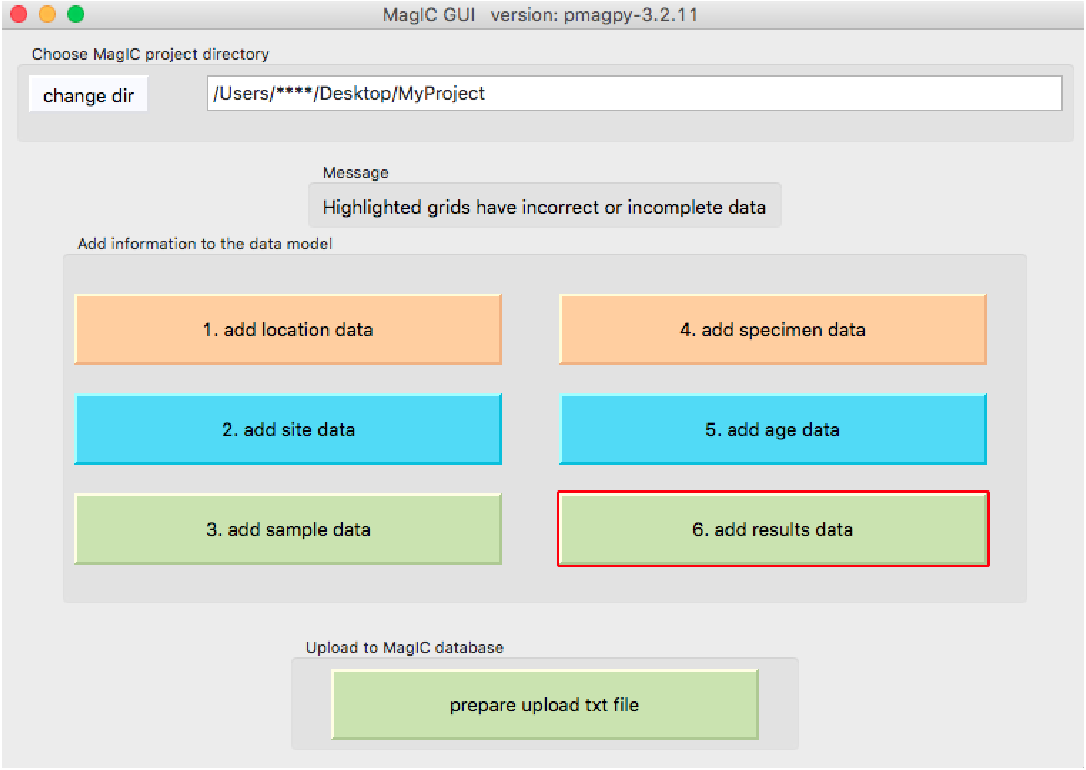 MagIC GUI version: pmagpy-3.2.11
Choose MagIC project directory
change dir
/Users/****/Desktop/MyProject
Message
Highlighted grids have incorrect or incomplete data
Add information to the data model
1. add location data
4. add specimen data
2. add site data
5. add age data
3. add sample data
6. add results data
Upload to MagIC database
prepare upload txt file